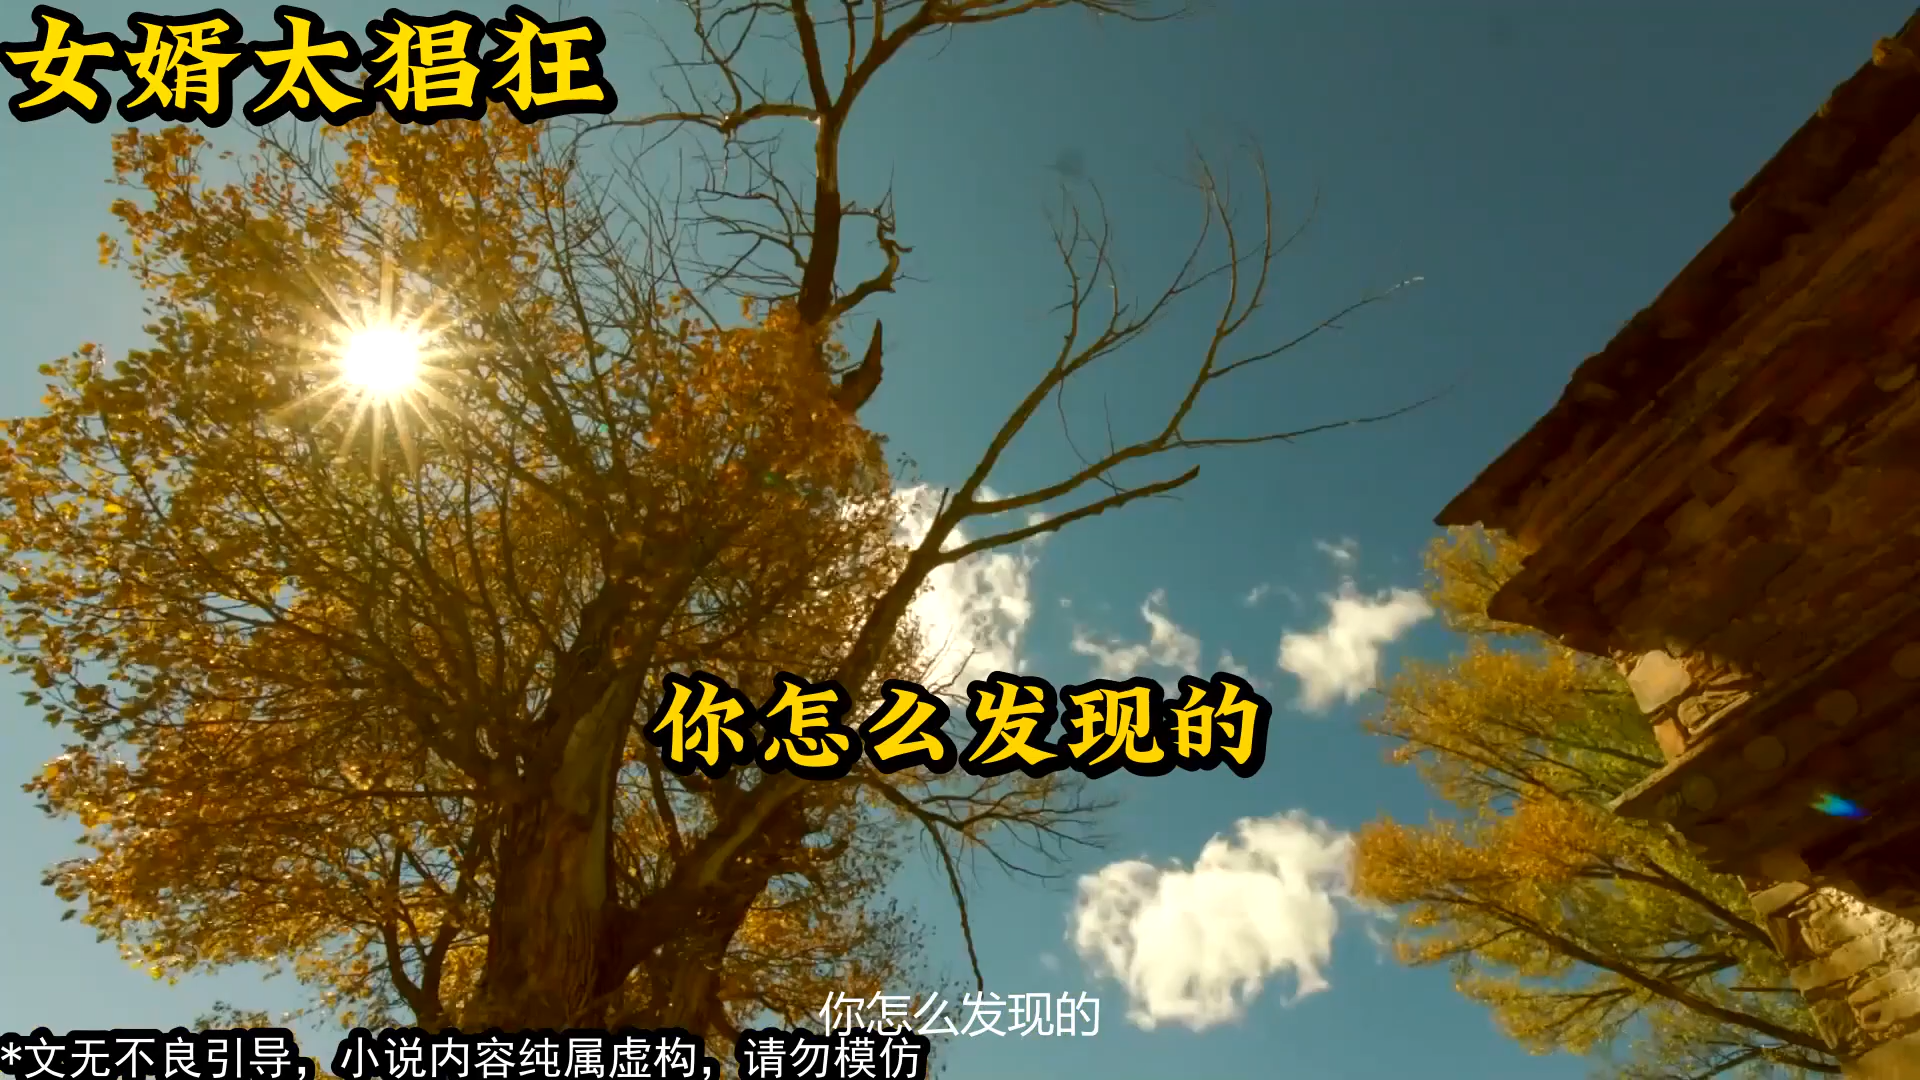 女婿太猖狂
你怎么发现的
你怎么发现的
*文无不良引导，小说内容纯属虚构，请勿模仿